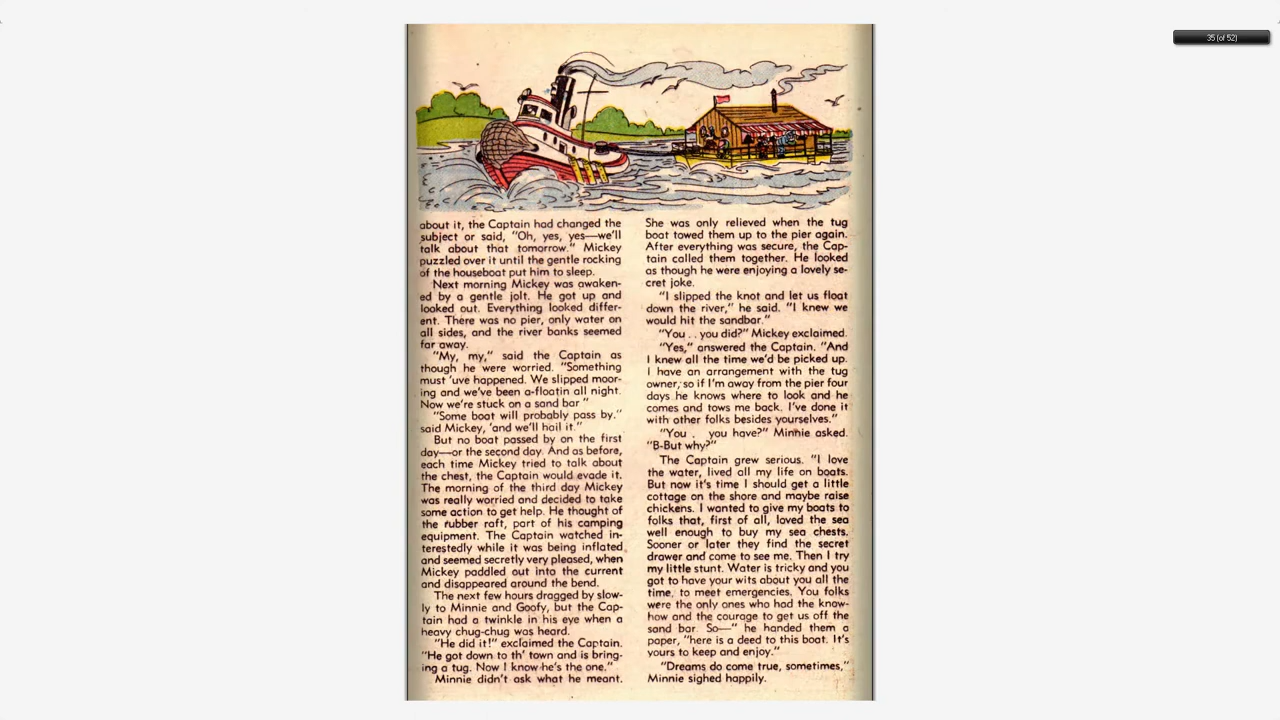 35 (of 52)
about it, the Captain had changed the
subject or said, "Oh, yes, yes—we'll
talk about that tomorrow." Mickey
puzzled over it until the gentle rocking
of the houseboat put him to sleep.
Next morning Mickey was awaken-
ed by a gentle jolt. He got up and
looked out. Everything looked differ-
ent. There was no pier, only water on
all sides, and the river banks seemed
far away.
"My, my," said the Captain as
though he were worried. "Something
must 'uve happened. We slipped moor-
ing and we've been a-floatin all night.
Now we're stuck on a sand bar."
"Some boat will probably pass by."
said Mickey, 'and we'll hail it."
But no boat passed by on the first
day—or the second day. And as before,
each time Mickey tried to talk about
the chest, the Captain would evade it.
The morning of the third day Mickey
was really worried and decided to take
some action to get help. He thought of
the rubber raft, part of his camping
equipment. The Captain watched in-
terestedly while it was being inflated
and seemed secretly very pleased, when
Mickey paddled out into the current
and disappeared around the bend.
The next few hours dragged by slow-
ly to Minnie and Goofy, but the Cap-
tain had a twinkle in his eye when a
heavy chug-chug was heard.
"He did it!" exclaimed the Captain.
"He got down to th' town and is bring-
ing a tug. Now I know he's the one."
Minnie didn't ask what he meant.
She was only relieved when the tug
boat towed them up to the pier again.
After everything was secure, the Cap-
tain called them together. He looked
as though he were enjoying a lovely se-
cret joke.
"I slipped the knot and let us float
down the river," he said. "I knew we
would hit the sandbar."
"You . . you did?" Mickey exclaimed.
"Yes," answered the Captain. "And
I knew all the time we'd be picked up.
I have an arrangement with the tug
owner, so if I'm away from the pier four
days he knows where to look and he
comes and tows me back. I've done it
with other folks besides yourselves."
"You . you have?" Minnie asked.
"B-But why?"
The Captain grew serious. "I love
the water, lived all my life on boats.
But now it's time I should get a little
cottage on the shore and maybe raise
chickens. I wanted to give my boats to
folks that, first of all, loved the sea
well enough to buy my sea chests.
Sooner or later they find the secret
drawer and come to see me. Then I try
my little stunt. Water is tricky and you
got to have your wits about you all the
time, to meet emergencies. You folks
were the only ones who had the know-
how and the courage to get us off the
sand bar. So—" he handed them a
paper, "here is a deed to this boat. It's
yours to keep and enjoy."
"Dreams do come true, sometimes,"
Minnie sighed happily.